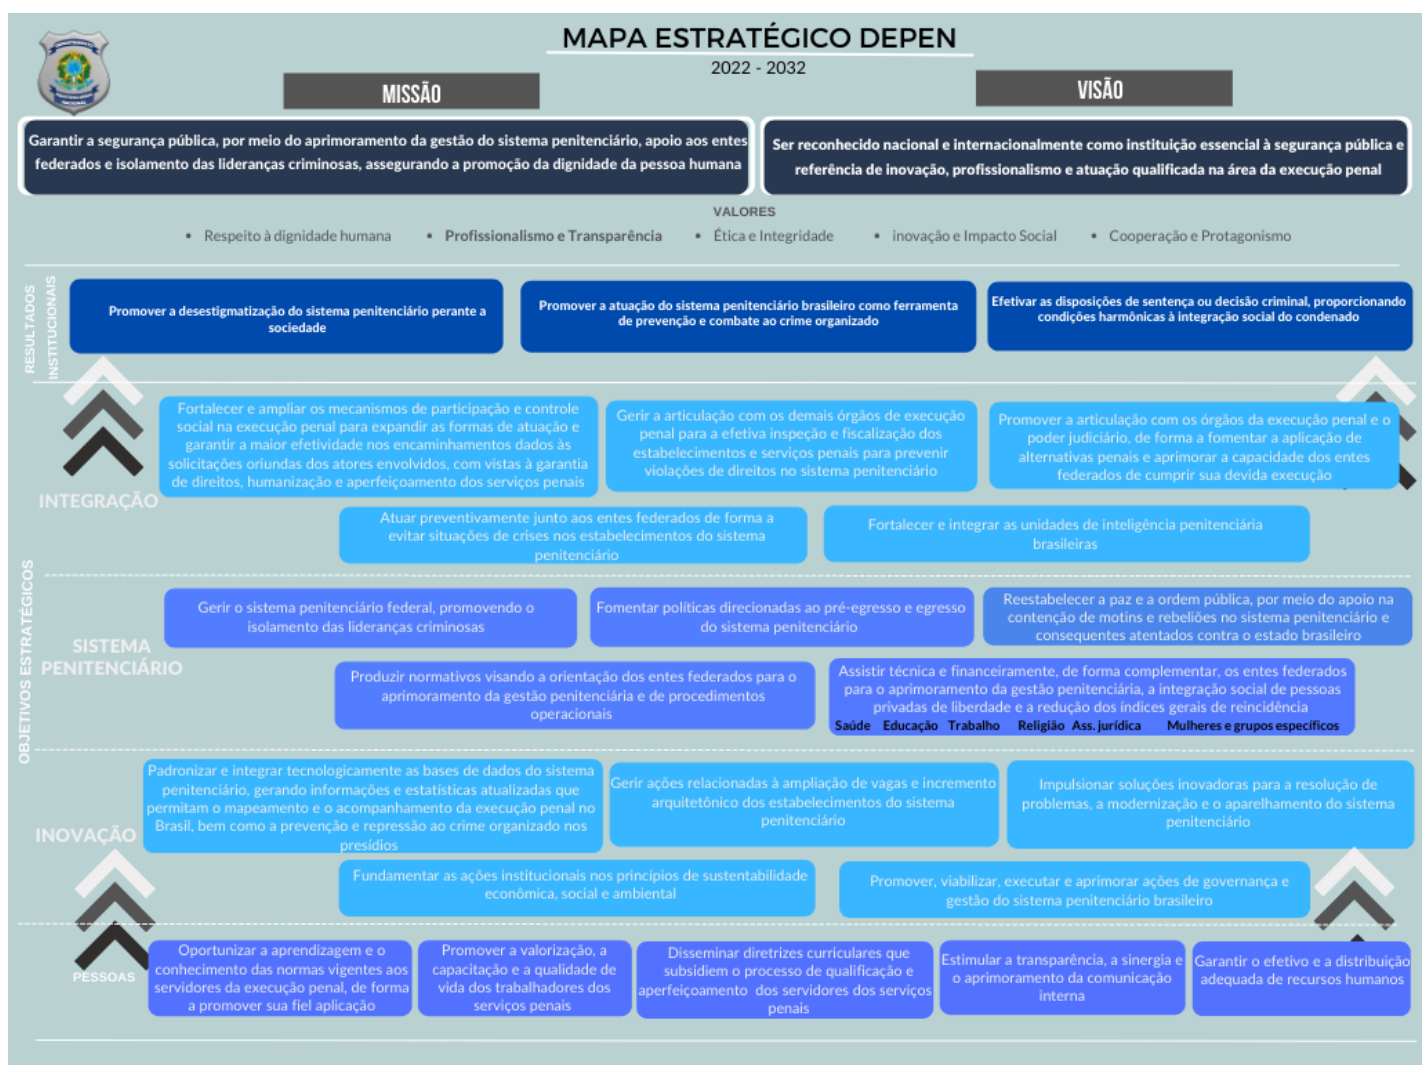 MAPA ESTRATÉGICO DEPEN
2022 - 2032
MISSÃO
VISÃO
Garantir a segurança pública, por meio do aprimoramento da gestão do sistema penitenciário, apoio aos entes
federados e isolamento das lideranças criminosas, assegurando a promoção da dignidade da pessoa humana
Ser reconhecido nacional e internacionalmente como instituição essencial à segurança pública e
referência de inovação, profissionalismo e atuação qualificada na área da execução penal
VALORES
• Respeito à dignidade humana
• Profissionalismo e Transparência
• Ética e Integridade
• inovação e Impacto Social
• Cooperação e Protagonismo
RESULTADOS
INSTITUCIONAIS
Promover a desestigmatização do sistema penitenciário perante a
sociedade
Promover a atuação do sistema penitenciário brasileiro como ferramenta
de prevenção e combate ao crime organizado
Efetivar as disposições de sentença ou decisão criminal, proporcionando
condições harmônicas à integração social do condenado
OBJETIVOS ESTRATÉGICOS
INTEGRAÇÃO
Fortalecer e ampliar os mecanismos de participação e controle
social na execução penal para expandir as formas de atuação e
garantir a maior efetividade nos encaminhamentos dados às
solicitações oriundas dos atores envolvidos, com vistas à garantia
de direitos, humanização e aperfeiçoamento dos serviços penais
Gerir a articulação com os demais órgãos de execução
penal para a efetiva inspeção e fiscalização dos
estabelecimentos e serviços penais para prevenir
violações de direitos no sistema penitenciário
Promover a articulação com os órgãos da execução penal e o
poder judiciário, de forma a fomentar a aplicação de
alternativas penais e aprimorar a capacidade dos entes
federados de cumprir sua devida execução
Atuar preventivamente junto aos entes federados de forma a
evitar situações de crises nos estabelecimentos do sistema
penitenciário
Fortalecer e integrar as unidades de inteligência penitenciária
brasileiras
SISTEMA
PENITENCIÁRIO
Gerir o sistema penitenciário federal, promovendo o
isolamento das lideranças criminosas
Fomentar políticas direcionadas ao pré-egresso e egresso
do sistema penitenciário
Reestabelecer a paz e a ordem pública, por meio do apoio na
contenção de motins e rebeliões no sistema penitenciário e
consequentes atentados contra o estado brasileiro
Produzir normativos visando a orientação dos entes federados para o
aprimoramento da gestão penitenciária e de procedimentos
operacionais
Assistir técnica e financeiramente, de forma complementar, os entes federados
para o aprimoramento da gestão penitenciária, a integração social de pessoas
privadas de liberdade e a redução dos índices gerais de reincidência
Saúde Educação Trabalho Religião Ass. jurídica Mulheres e grupos específicos
INOVAÇÃO
Padronizar e integrar tecnologicamente as bases de dados do sistema
penitenciário, gerando informações e estatísticas atualizadas que
permitam o mapeamento e o acompanhamento da execução penal no
Brasil, bem como a prevenção e repressão ao crime organizado nos
presídios
Gerir ações relacionadas à ampliação de vagas e incremento
arquitetônico dos estabelecimentos do sistema
penitenciário
Impulsionar soluções inovadoras para a resolução de
problemas, a modernização e o aparelhamento do sistema
penitenciário
Fundamentar as ações institucionais nos princípios de sustentabilidade
econômica, social e ambiental
Promover, viabilizar, executar e aprimorar ações de governança e
gestão do sistema penitenciário brasileiro
PESSOAS
Oportunizar a aprendizagem e o
conhecimento das normas vigentes aos
servidores da execução penal, de forma
a promover sua fiel aplicação
Promover a valorização, a
capacitação e a qualidade de
vida dos trabalhadores dos
serviços penais
Disseminar diretrizes curriculares que
subsidiem o processo de qualificação e
aperfeiçoamento dos servidores dos serviços
penais
Estimular a transparência, a sinergia e
o aprimoramento da comunicação
interna
Garantir o efetivo e a distribuição
adequada de recursos humanos